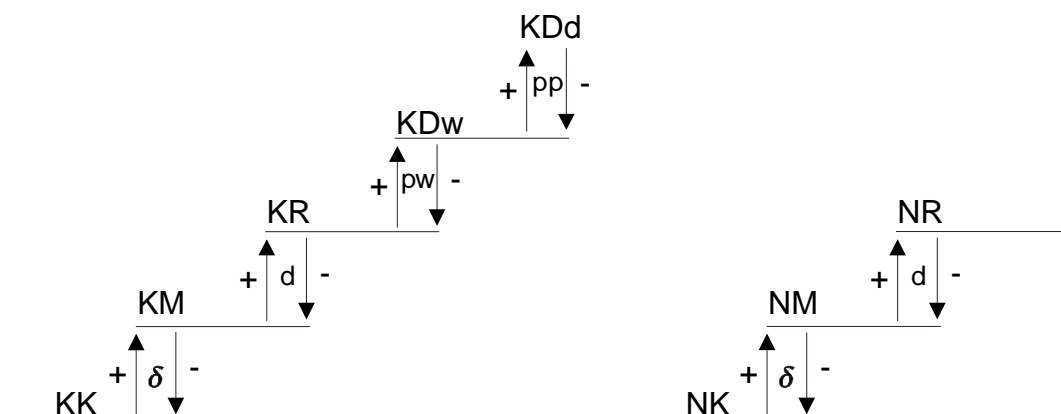 KDd
+ pp -
KDw
+ pw -
KR NR
+ d - + d -
KM NM
+ δ - + δ -
KK NK